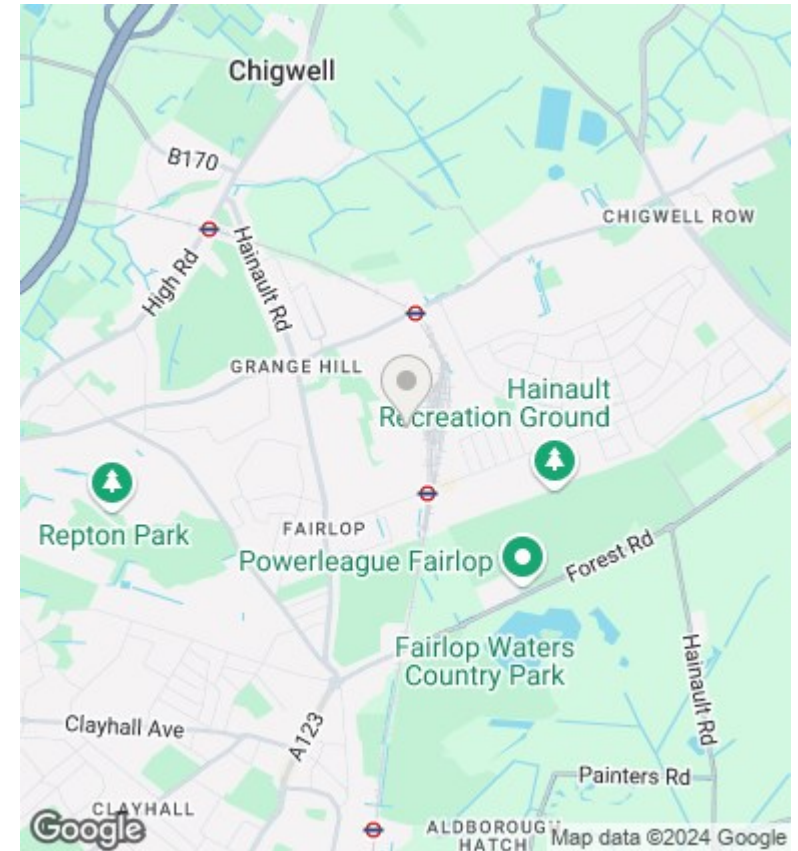 Chigwell
B170
CHIGWELL ROW
High Rd
Hainault Rd
GRANGE HILL
Hainault
Recreation Ground
Repton Park
FAIRLOP
Powerleague Fairlop
Forest Rd
Fairlop Waters
Country Park
Hainault Rd
Clayhall Ave
A123
Painters Rd
CLAYHALL
ALDBOROUGH
HATCH
Google
Map data ©2024 Google